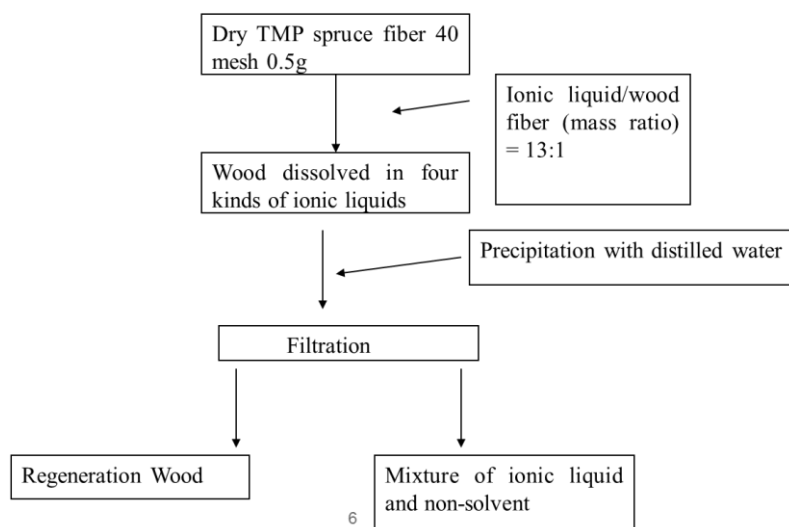 Dry TMP spruce fiber 40
mesh 0.5g
Ionic liquid/wood
fiber (mass ratio)
= 13:1
Wood dissolved in four
kinds of ionic liquids
Precipitation with distilled water
Filtration
Regeneration Wood
Mixture of ionic liquid
and non-solvent
6